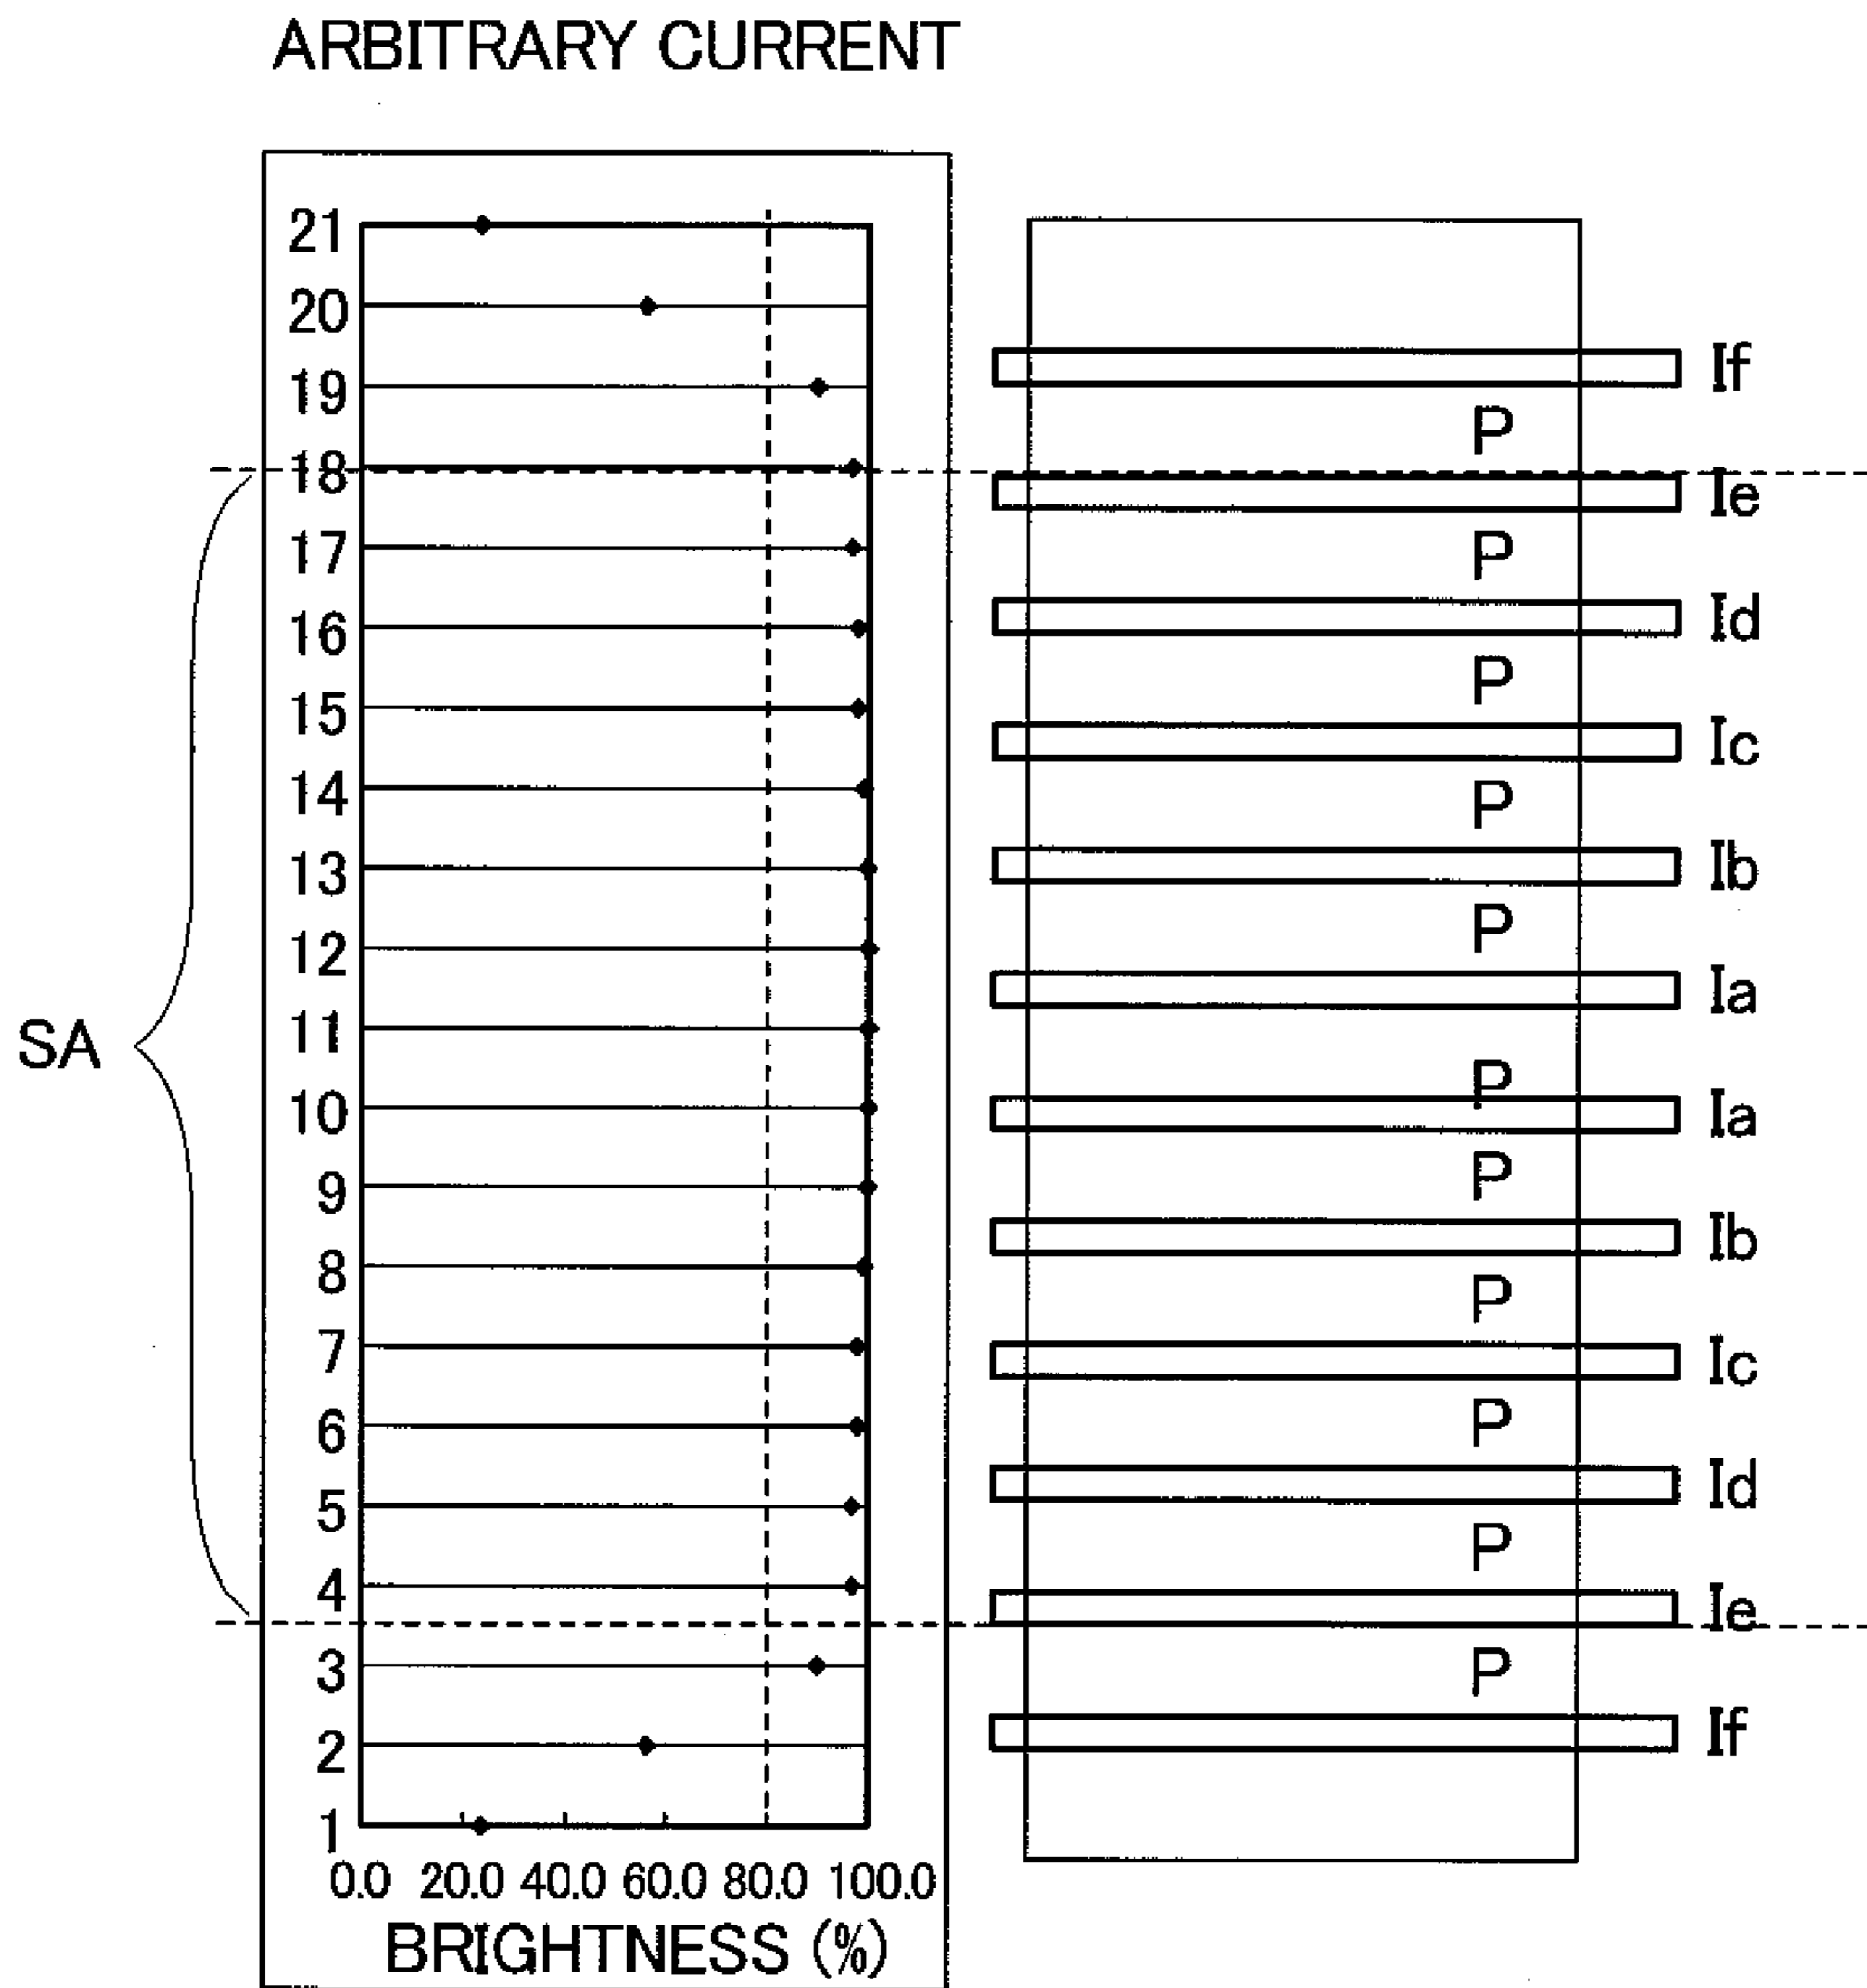 ARBITRARY CURRENT
21
20
19
18
17
16
15
14
13
12
11
10
9
8
7
6
5
4
3
2
1
0.0 20.0 40.0 60.0 80.0 100.0
BRIGHTNESS (%)
SA
If
P
Ie
P
Id
P
Ic
P
Ib
P
Ia
P
Ia
P
Ib
P
Ic
P
Id
P
Ie
P
If